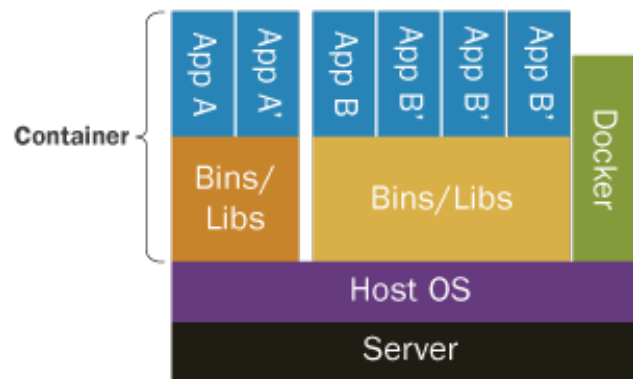 Container
App A
App A'
App B
App B'
App B'
App B'
Docker
Bins/
Libs
Bins/Libs
Host OS
Server